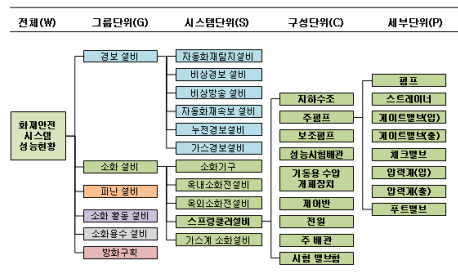 전체(W) 그룹단위(G) 시스템단위(S) 구성단위(C) 세부단위(P)
화재안전
시스템
성능현황
경보 설비
소화 설비
피난 설비
소화 활동 설비
소화용수 설비
방화구획
자동화재탐지설비
비상경보 설비
비상방송 설비
자동화재속보 설비
누전경보설비
가스경보설비
소화기구
옥내소화전설비
옥외소화전설비
스프링클러설비
가스계 소화설비
지하수조
주펌프
보조펌프
성능시험배관
기동용 수압
개폐장치
제어반
전원
주 배관
시험 밸브함
펌프
스트레이너
게이트밸브(입)
게이트밸브(출)
체크밸브
압력계(입)
압력계(출)
푸트밸브